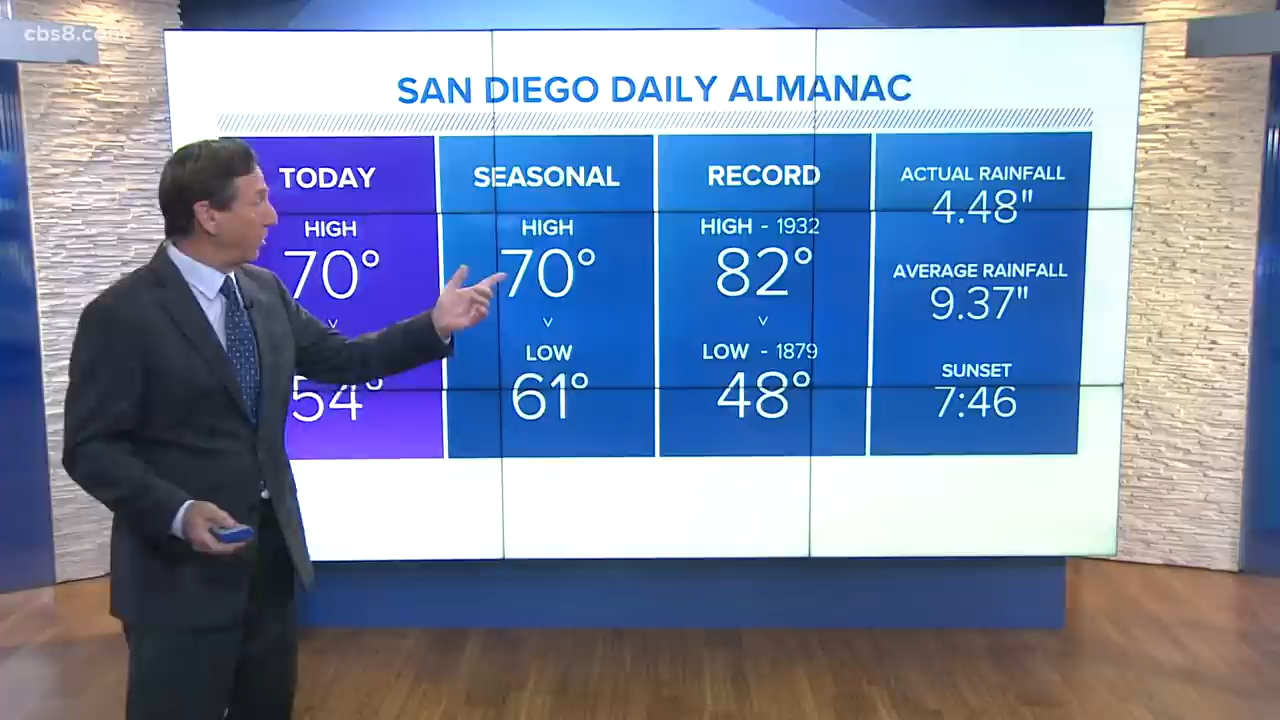 cbs8.com
SAN DIEGO DAILY ALMANAC
TODAY
HIGH
70°
54°
SEASONAL
HIGH
70°
LOW
61°
RECORD
HIGH - 1932
82°
LOW - 1879
48°
ACTUAL RAINFALL
4.48"
AVERAGE RAINFALL
9.37"
SUNSET
7:46